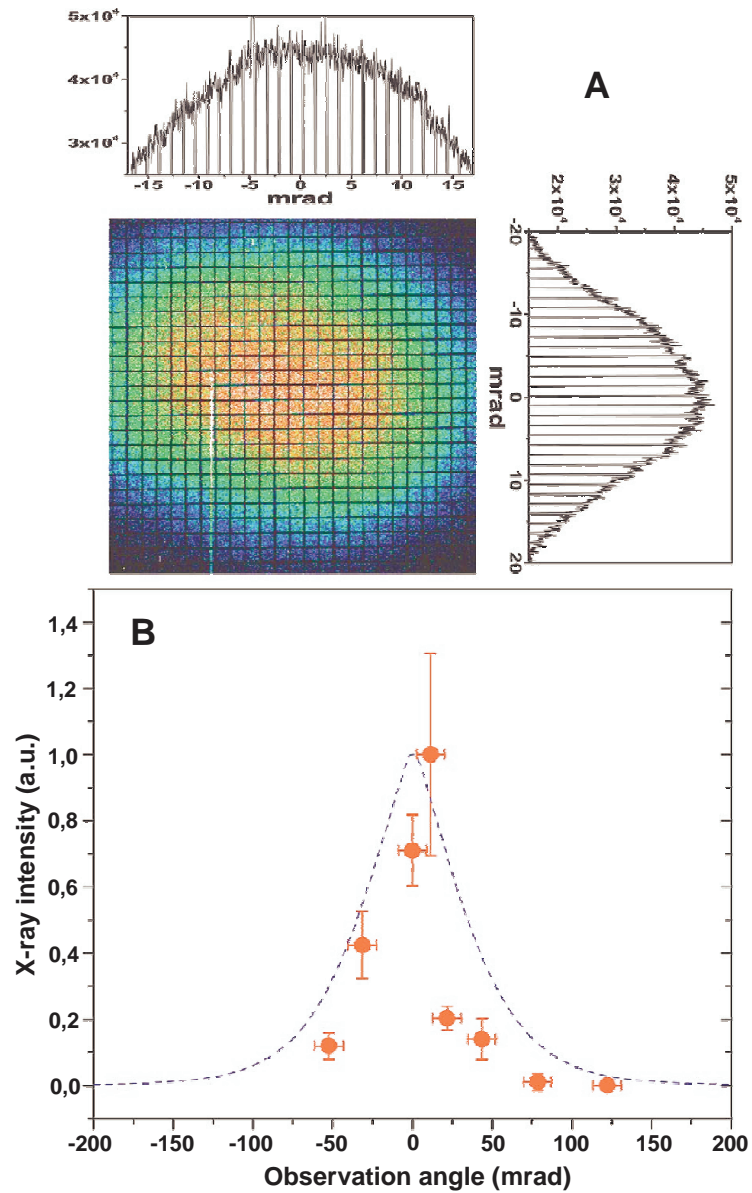 5x10⁴
4x10⁴
3x10⁴
-15 -10 -5 0 5 10 15
mrad
A
2x10⁴ 3x10⁴ 4x10⁴ 5x10⁴
-20
-10
0
10
20
mrad
B
1,4
1,2
1,0
0,8
0,6
0,4
0,2
0,0
X-ray intensity (a.u.)
-200 -150 -100 -50 0 50 100 150 200
Observation angle (mrad)